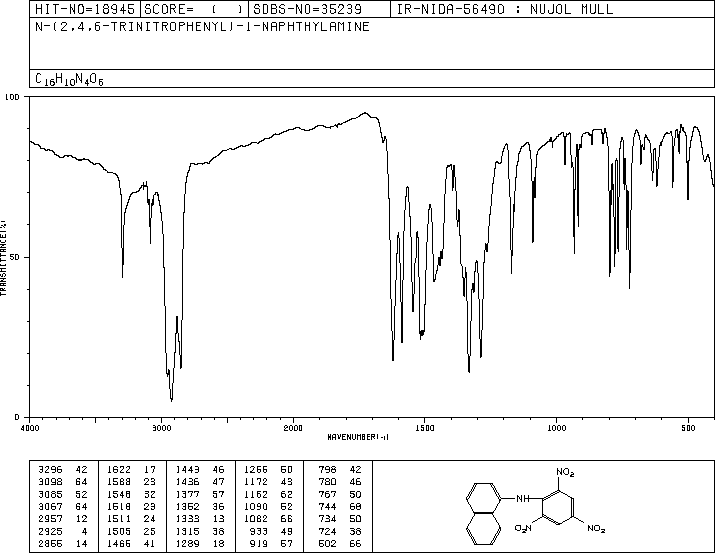 HIT-NO=18945 SCORE= ( ) SDBS-NO=35239 IR-NIDA-56490 : NUJOL MULL
N-(2,4,6-TRINITROPHENYL)-1-NAPHTHYLAMINE
C16H10N4O6
100
50
0
TRANSMITTANCE(%)
4000 3000 2000 1500 1000 500
WAVENUMBER(-1)
3296 42 1622 17 1443 46 1266 50 798 42
3098 64 1588 23 1436 47 1172 43 780 46
3085 52 1548 32 1377 57 1162 62 767 50
3067 64 1518 29 1352 36 1090 52 744 68
2957 12 1511 24 1333 13 1082 66 734 50
2925 4 1505 25 1315 38 933 49 724 38
2855 14 1466 41 1289 18 919 57 502 66
NO2
NH
O2N
NO2